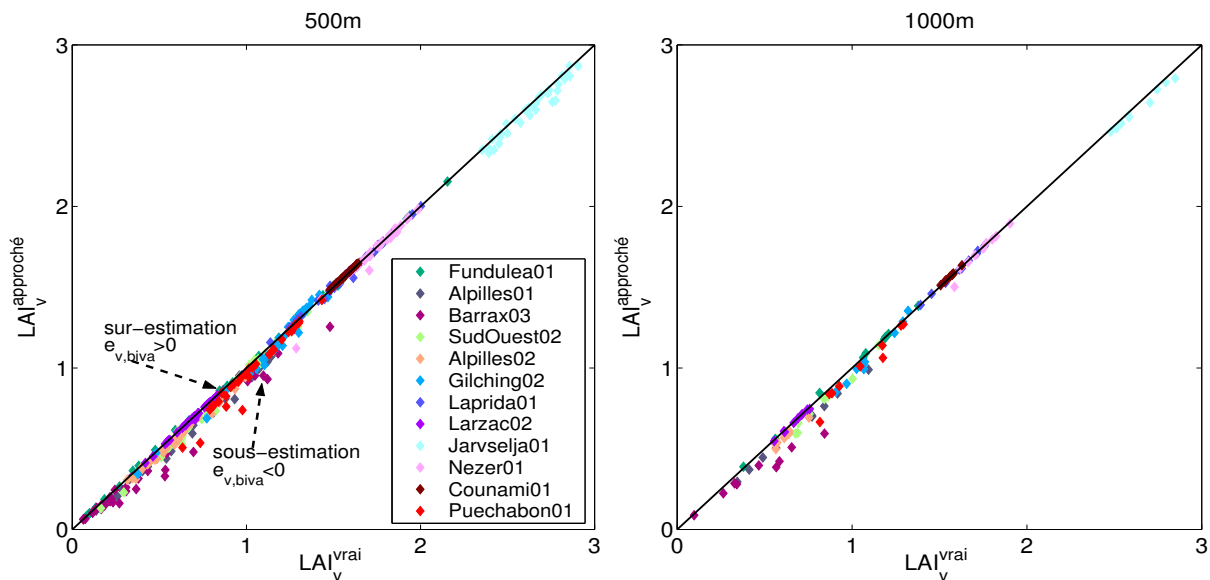 500m
3
2
1
0
0
1
2
3
LAI_v^approché
LAI_v^vrai
sur−estimation
e_v,biva>0
sous−estimation
e_v,biva<0
Fundulea01
Alpilles01
Barrax03
SudOuest02
Alpilles02
Gilching02
Laprida01
Larzac02
Jarvselja01
Nezer01
Counami01
Puechabon01
1000m
3
2
1
0
0
1
2
3
LAI_v^approché
LAI_v^vrai